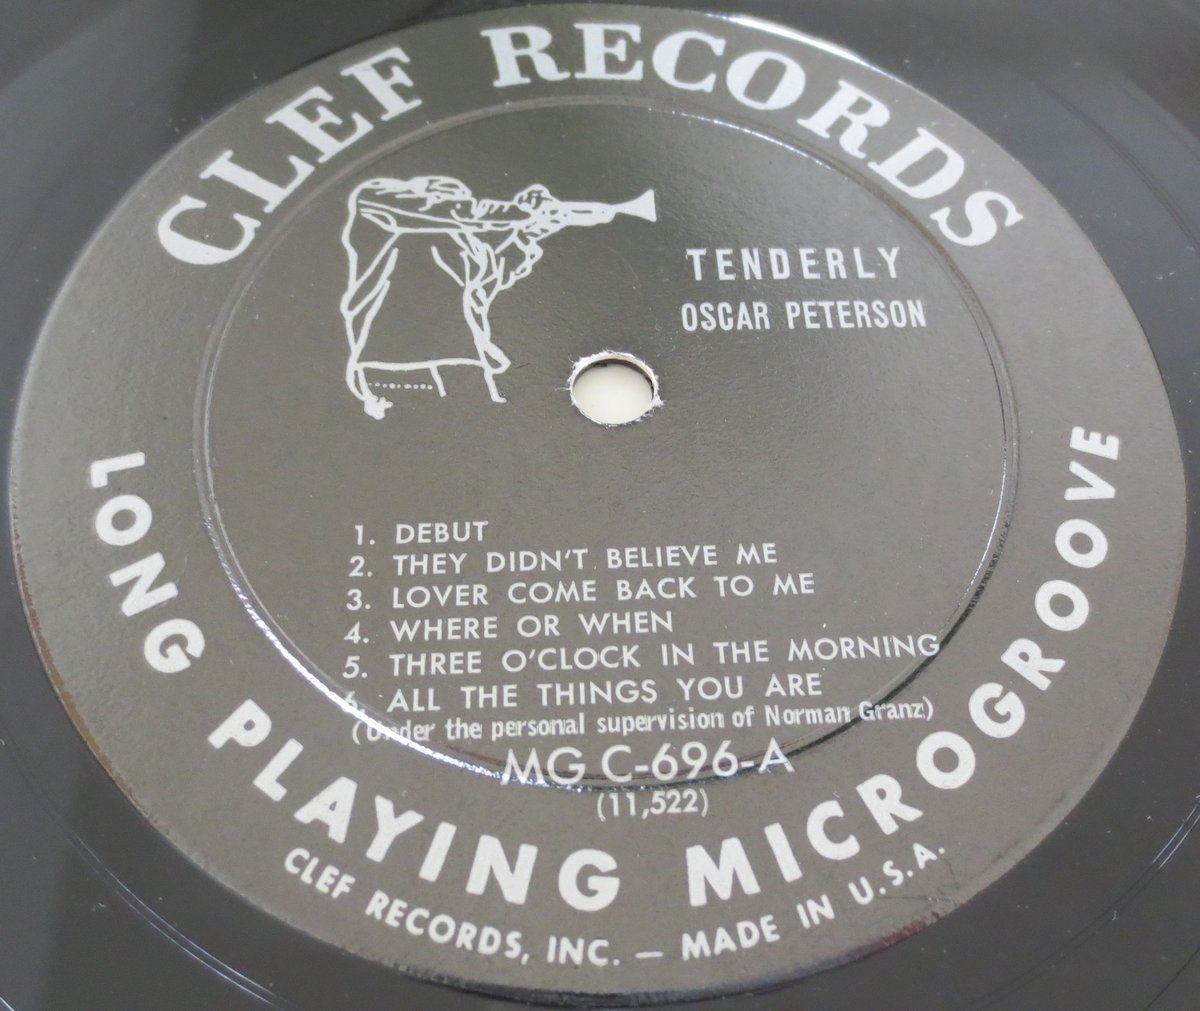 CLEF RECORDS
TENDERLY
OSCAR PETERSON
1. DEBUT
2. THEY DIDN'T BELIEVE ME
3. LOVER COME BACK TO ME
4. WHERE OR WHEN
5. THREE O'CLOCK IN THE MORNING
6. ALL THE THINGS YOU ARE
(Under the personal supervision of Norman Granz)
MG C-696-A
(11,522)
LONG PLAYING MICROGROOVE
CLEF RECORDS, INC. — MADE IN U.S.A.